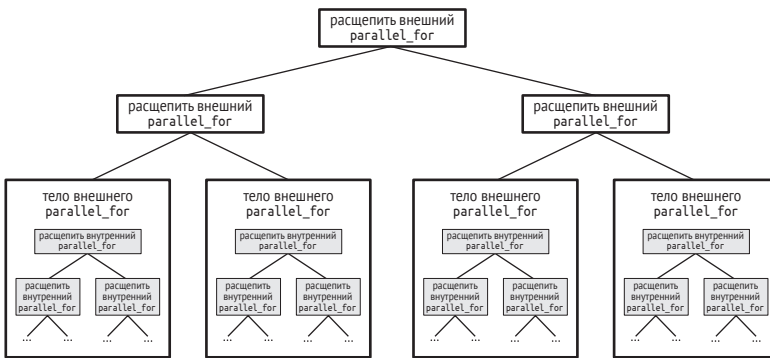 расщепить внешний
parallel_for
расщепить внешний
parallel_for
расщепить внешний
parallel_for
тело внешнего
parallel_for
расщепить внутренний
parallel_for
расщепить
внутренний
parallel_for
расщепить
внутренний
parallel_for
... ... ... ...
тело внешнего
parallel_for
расщепить внутренний
parallel_for
расщепить
внутренний
parallel_for
расщепить
внутренний
parallel_for
... ... ... ...
тело внешнего
parallel_for
расщепить внутренний
parallel_for
расщепить
внутренний
parallel_for
расщепить
внутренний
parallel_for
... ... ... ...
тело внешнего
parallel_for
расщепить внутренний
parallel_for
расщепить
внутренний
parallel_for
расщепить
внутренний
parallel_for
... ... ... ...